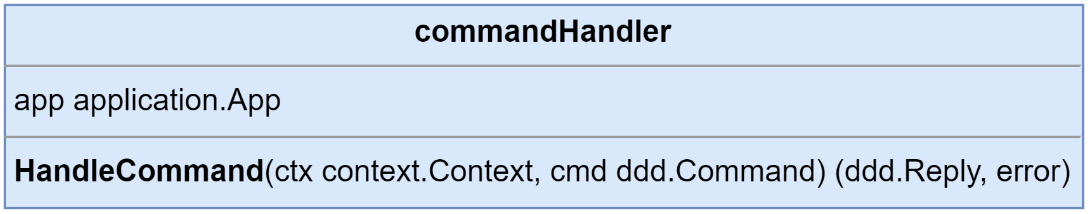 commandHandler
app application.App
HandleCommand(ctx context.Context, cmd ddd.Command) (ddd.Reply, error)